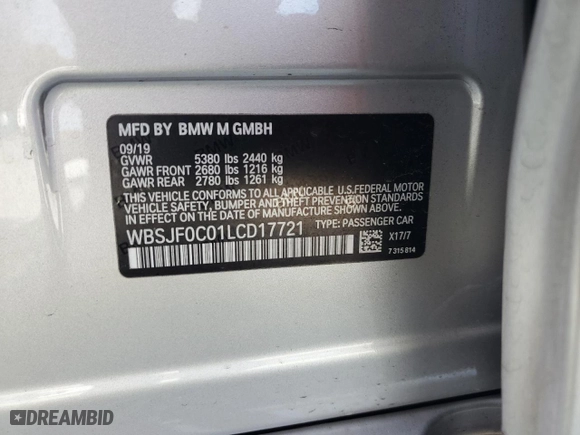 MFD BY BMW M GMBH
09/19
GVWR 5380 lbs 2440 kg
GAWR FRONT 2680 lbs 1216 kg
GAWR REAR 2780 lbs 1261 kg
THIS VEHICLE CONFORMS TO ALL APPLICABLE U.S.FEDERAL MOTOR
VEHICLE SAFETY, BUMPER AND THEFT PREVENTION STANDARDS
IN EFFECT ON THE DATE OF MANUFACTURE SHOWN ABOVE.
WBSJF0C01LCD17721 TYPE: PASSENGER CAR
X17/7
7 315 814
DREAMBID